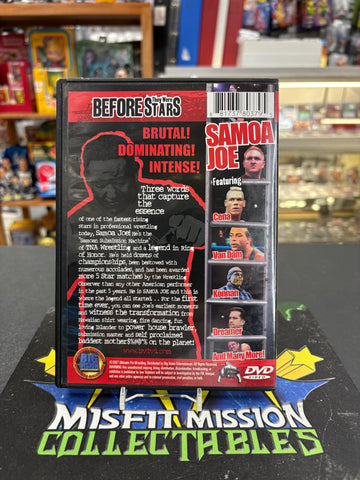 BEFORE They Were STARS
BRUTAL!
DOMINATING!
INTENSE!
Three words
that capture
the
essence
of one of the fastest rising
stars in professional wrestling
today, Samoa Joe! He's the
"Samoan Submission Machine"
of TNA Wrestling and a legend in Ring
of Honor. He's held dozens of
championships, been bestowed with
numerous accolades, and has been awarded
more 5 Star matches by the Wrestling
Observer than any other American performer
in the past 5 years. He is SAMOA JOE and this is
where the legend all started . . For the first
time ever, you can see Joe's earliest moments
and witness the transformation from
Hawaiian shirt wearing, fire dancing, fun
loving Islander to power house brawler,
submission master and self proclaimed
baddest mother$%@*% on the planet!
SAMOA
JOE
Featuring
Cena
Van Dam
Konnan
Dreamer
And Many More!
DVD
VIDEO
MISFIT MISSION
COLLECTABLES